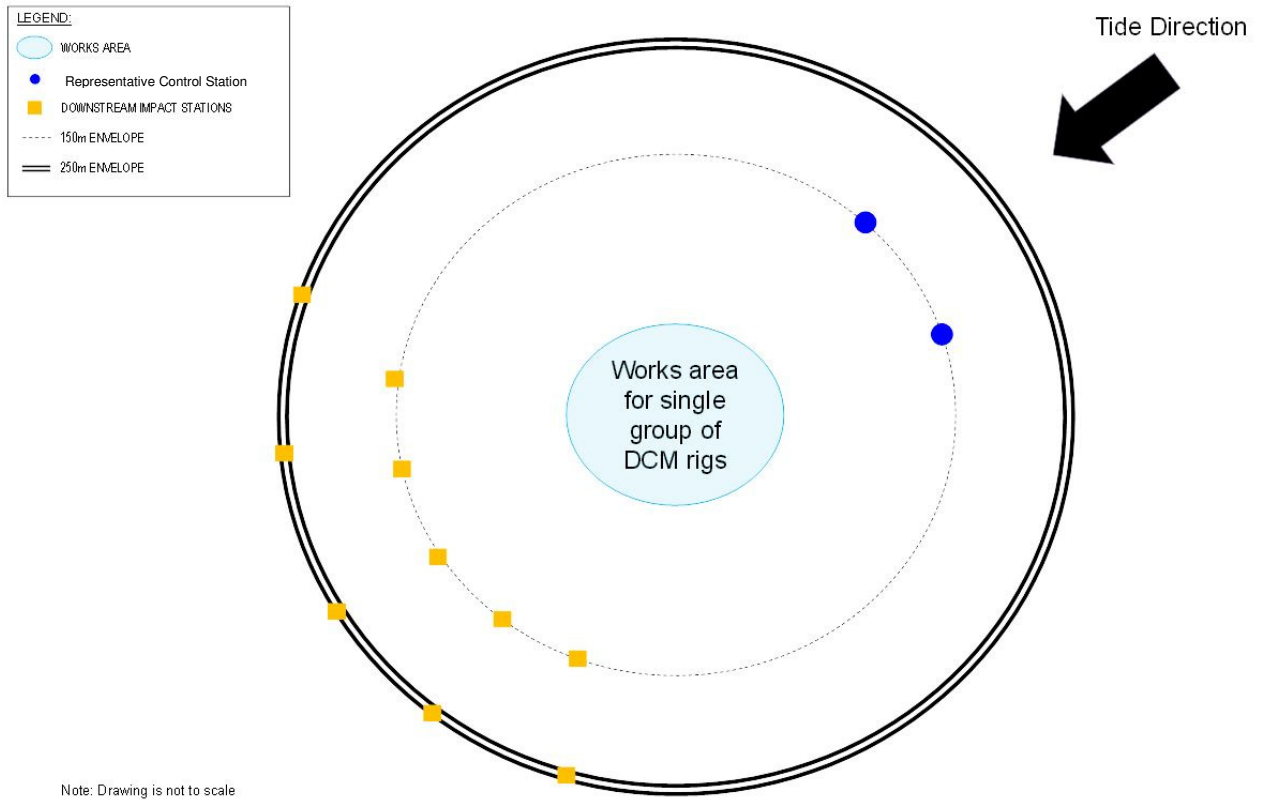 LEGEND:
WORKS AREA
Representative Control Station
DOWNSTREAM IMPACT STATIONS
150m ENVELOPE
250m ENVELOPE
Tide Direction
Works area
for single
group of
DCM rigs
Note: Drawing is not to scale